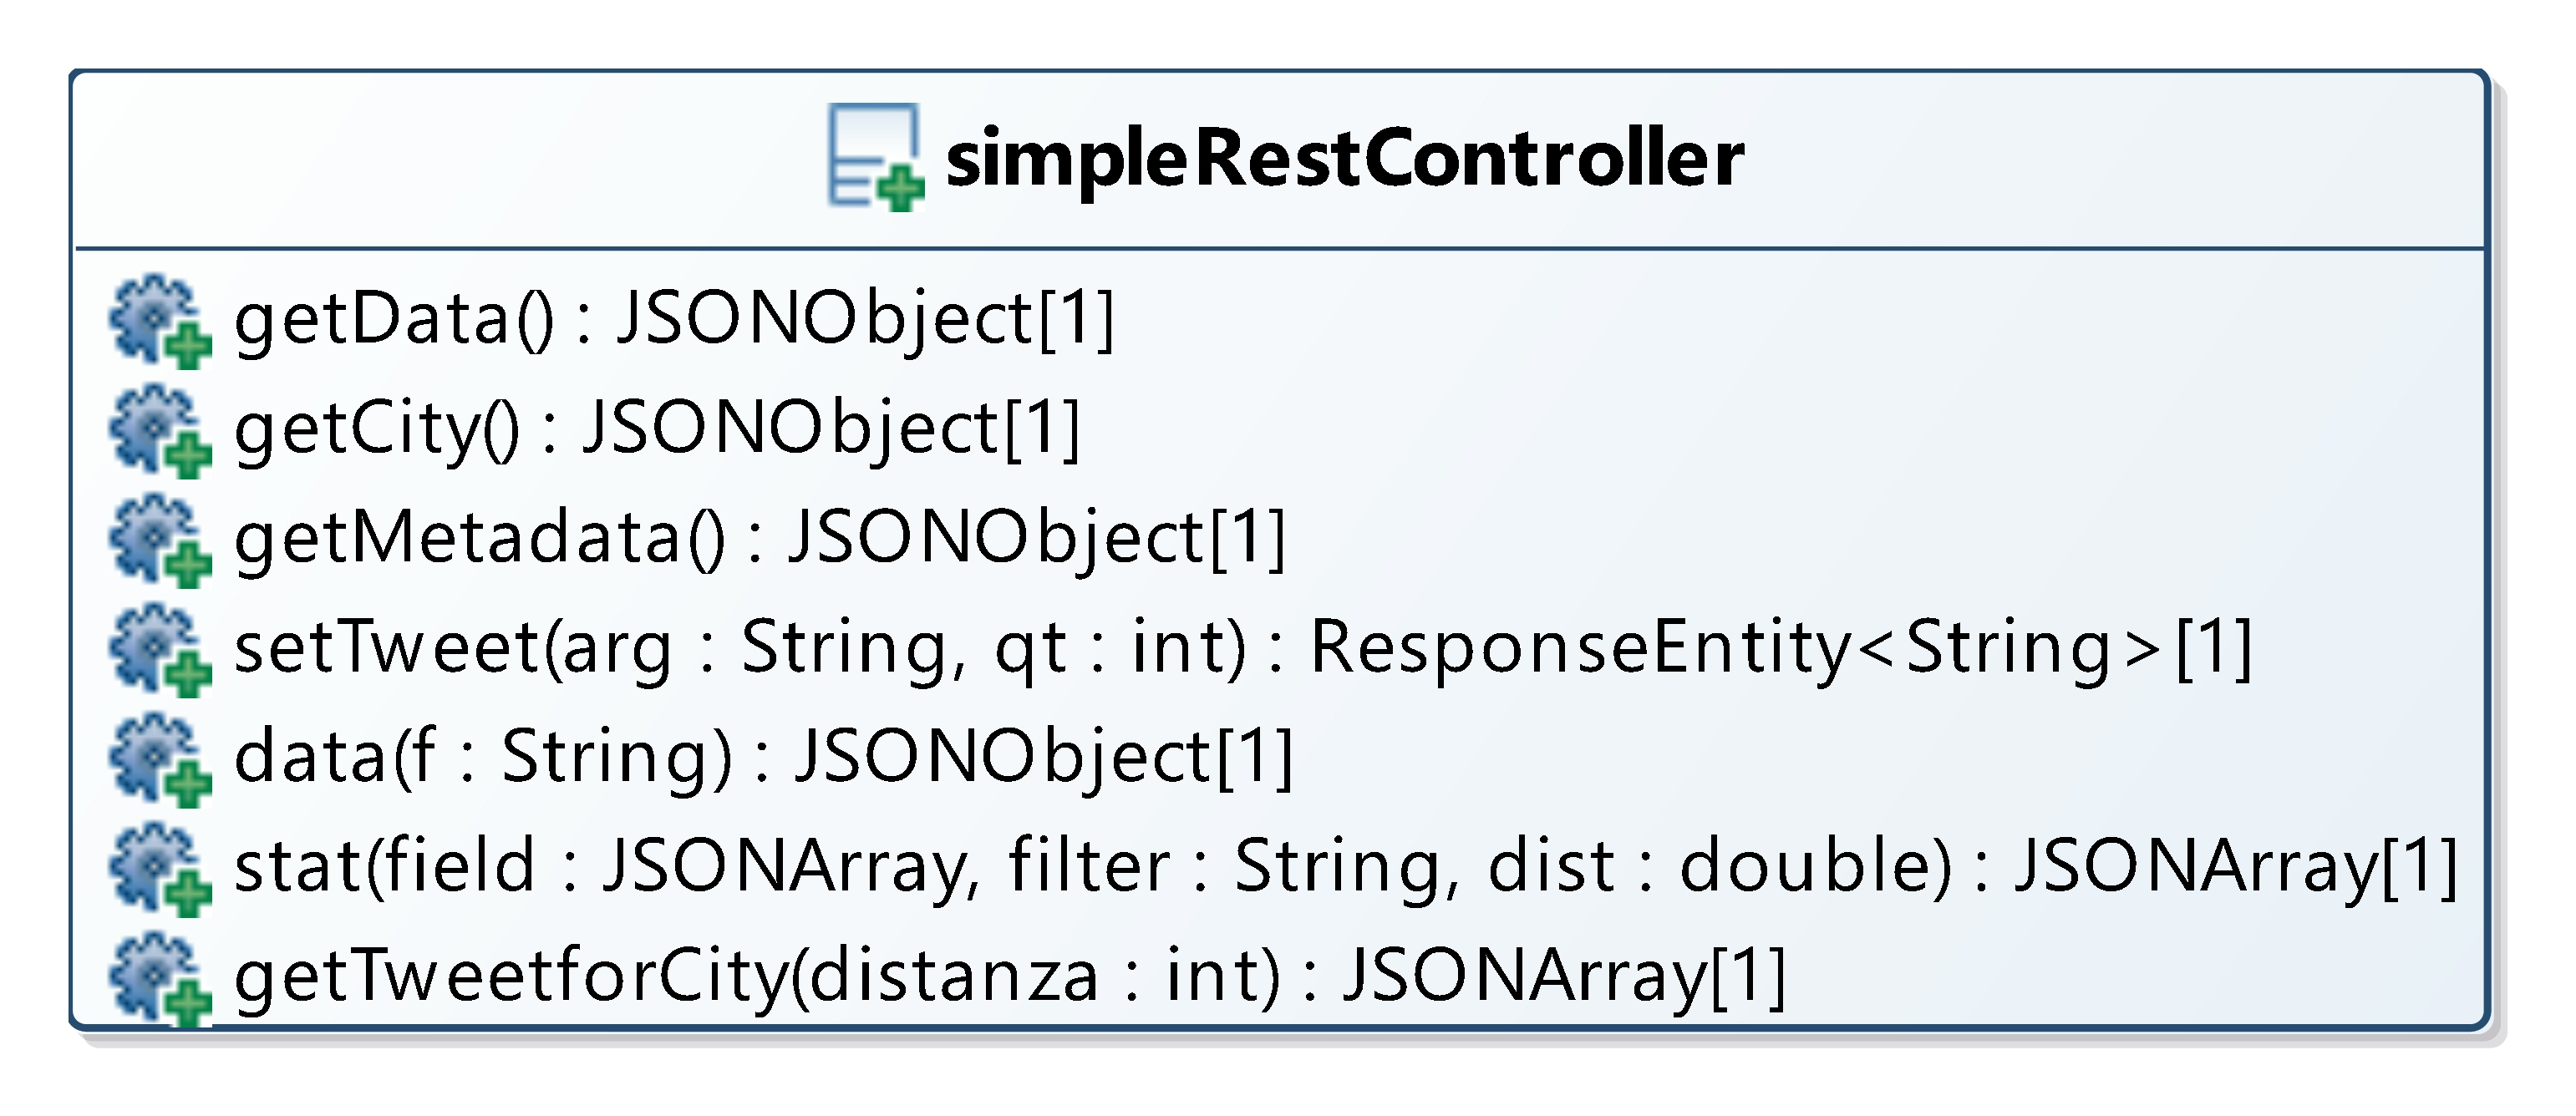 simpleRestController
getData() : JSONObject[1]
getCity() : JSONObject[1]
getMetadata() : JSONObject[1]
setTweet(arg : String, qt : int) : ResponseEntity<String>[1]
data(f : String) : JSONObject[1]
stat(field : JSONArray, filter : String, dist : double) : JSONArray[1]
getTweetforCity(distanza : int) : JSONArray[1]